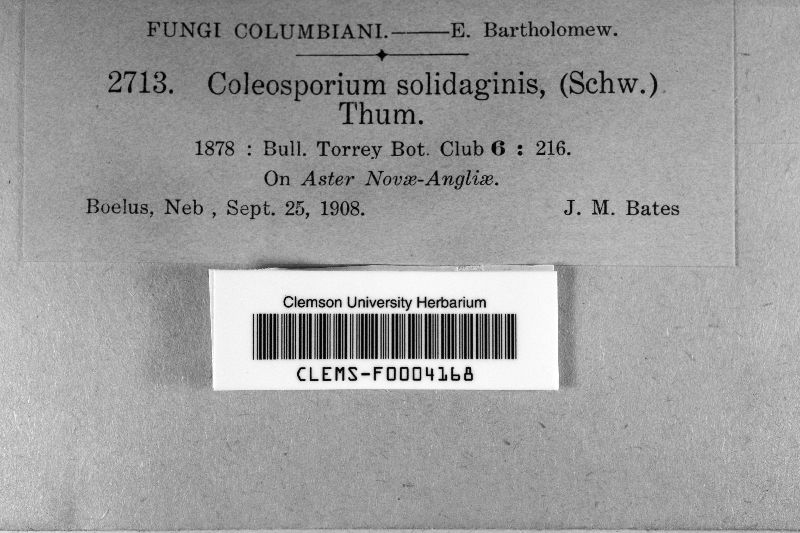 FUNGI COLUMBIANI.——E. Bartholomew.
2713. Coleosporium solidaginis, (Schw.)
Thum.
1878 : Bull. Torrey Bot. Club 6 : 216.
On Aster Novæ-Angliæ.
Boelus, Neb , Sept. 25, 1908. J. M. Bates
Clemson University Herbarium
CLEMS-F0004168